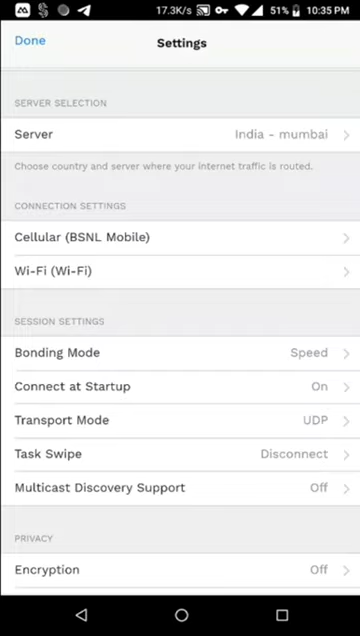 17.3K/s 51% 10:35 PM
Done Settings
SERVER SELECTION
Server India - mumbai
Choose country and server where your internet traffic is routed.
CONNECTION SETTINGS
Cellular (BSNL Mobile)
Wi-Fi (Wi-Fi)
SESSION SETTINGS
Bonding Mode Speed
Connect at Startup On
Transport Mode UDP
Task Swipe Disconnect
Multicast Discovery Support Off
PRIVACY
Encryption Off